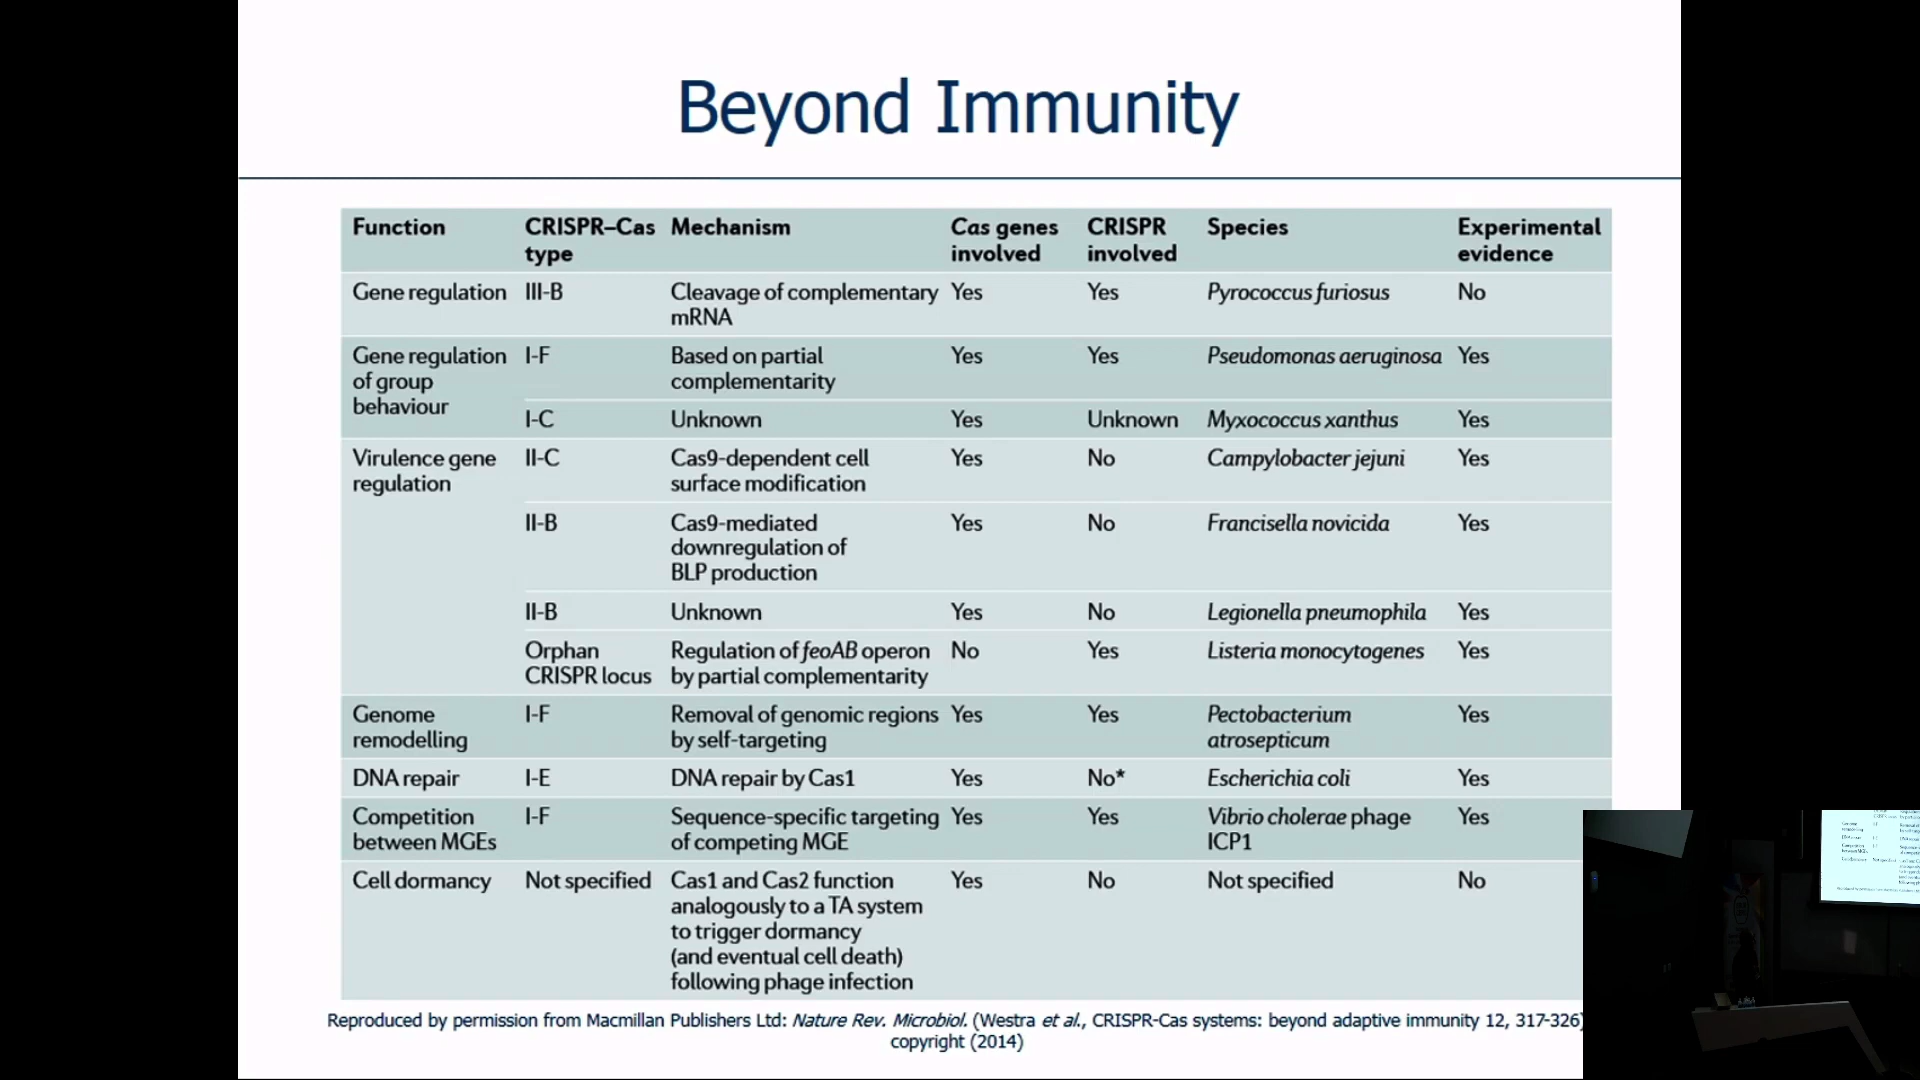 Beyond Immunity
Function CRISPR–Cas type Mechanism Cas genes involved CRISPR involved Species Experimental evidence
Gene regulation III-B Cleavage of complementary mRNA Yes Yes Pyrococcus furiosus No
Gene regulation of group behaviour I-F Based on partial complementarity Yes Yes Pseudomonas aeruginosa Yes
I-C Unknown Yes Unknown Myxococcus xanthus Yes
Virulence gene regulation II-C Cas9-dependent cell surface modification Yes No Campylobacter jejuni Yes
II-B Cas9-mediated downregulation of BLP production Yes No Francisella novicida Yes
II-B Unknown Yes No Legionella pneumophila Yes
Orphan CRISPR locus Regulation of feoAB operon by partial complementarity No Yes Listeria monocytogenes Yes
Genome remodelling I-F Removal of genomic regions by self-targeting Yes Yes Pectobacterium atrosepticum Yes
DNA repair I-E DNA repair by Cas1 Yes No* Escherichia coli Yes
Competition between MGEs I-F Sequence-specific targeting of competing MGE Yes Yes Vibrio cholerae phage ICP1 Yes
Cell dormancy Not specified Cas1 and Cas2 function analogously to a TA system to trigger dormancy (and eventual cell death) following phage infection Yes No Not specified No
Reproduced by permission from Macmillan Publishers Ltd: Nature Rev. Microbiol. (Westra et al., CRISPR-Cas systems: beyond adaptive immunity 12, 317-326)
copyright (2014)